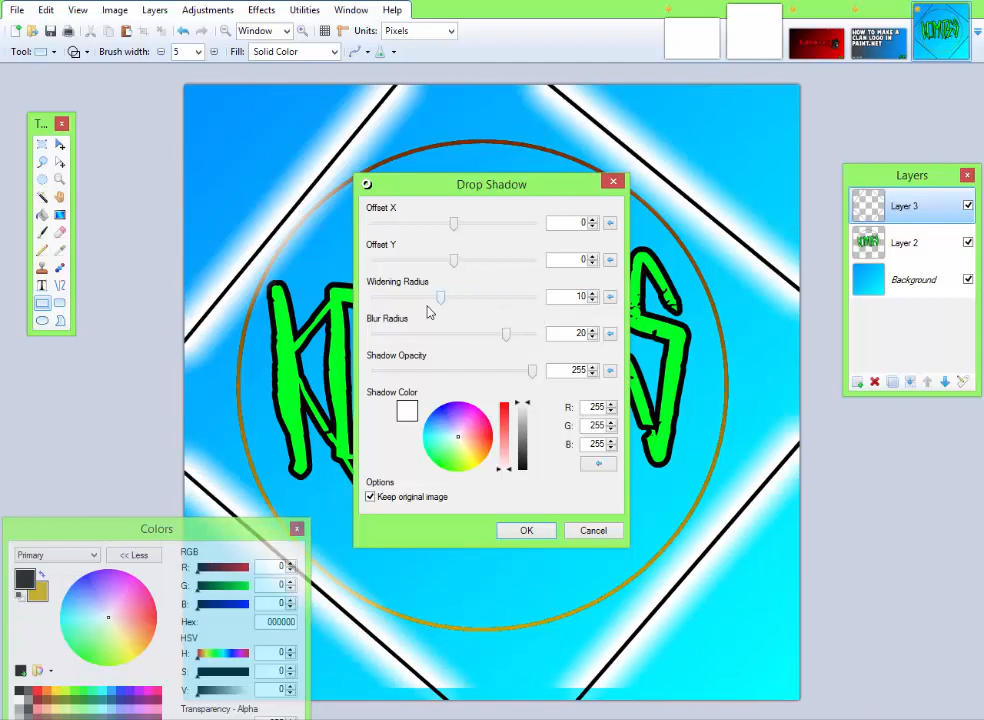 File Edit View Image Layers Adjustments Effects Utilities Window Help
Window Units: Pixels
Tool: Brush width: 5 Fill: Solid Color
HOW TO MAKE A
CLAN LOGO IN
PAINT.NET
T...
Layers
Layer 3
Layer 2
Background
Drop Shadow
Offset X
0
Offset Y
0
Widening Radius
10
Blur Radius
20
Shadow Opacity
255
Shadow Color
R: 255
G: 255
B: 255
Options
Keep original image
OK Cancel
Colors
Primary << Less
RGB
R: 0
G: 0
B: 0
Hex: 000000
HSV
H: 0
S: 0
V: 0
Transparency - Alpha